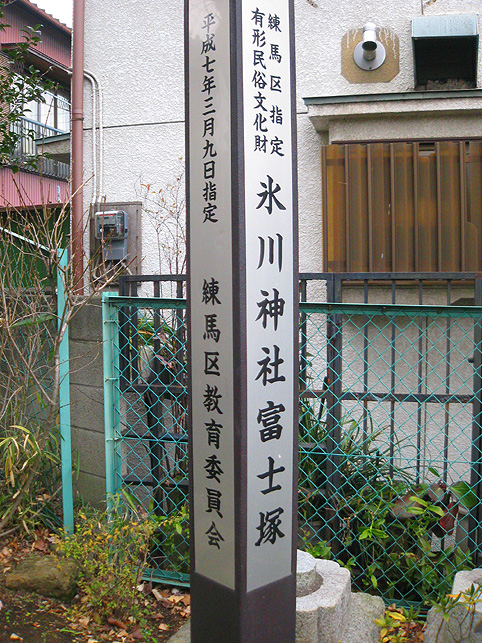 練馬区指定
有形民俗文化財
氷川神社富士塚
平成七年三月九日指定
練馬区教育委員会